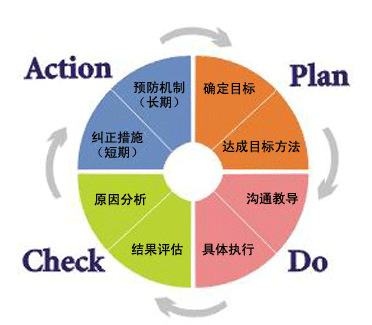 Action
Plan
预防机制
（长期）
确定目标
纠正措施
（短期）
达成目标方法
原因分析
沟通教导
结果评估
具体执行
Check
Do